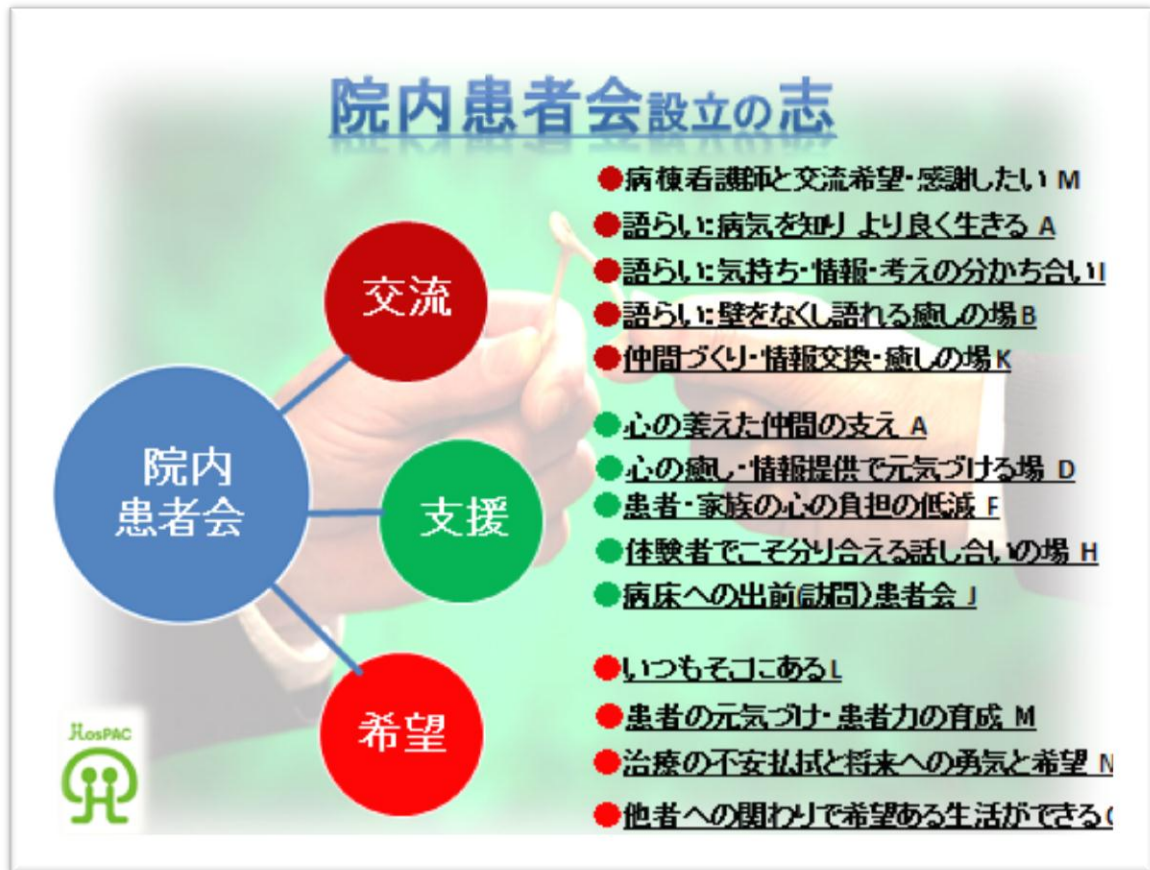 院内患者会設立の志
●病棟看護師と交流希望・感謝したい M
●語らい:病気を知り より良く生きる A
●語らい:気持ち・情報・考えの分かち合い I
●語らい:壁をなくし語れる癒しの場 B
●仲間づくり・情報交換・癒しの場 K
交流
●心の萎えた仲間の支え A
●心の癒し・情報提供で元気づける場 D
●患者・家族の心の負担の低減 F
●体験者でこそ分り合える話し合いの場 H
●病床への出前(訪問)患者会 J
院内
患者会
支援
●いつもそこにある L
●患者の元気づけ・患者力の育成 M
●治療の不安払拭と将来への勇気と希望 N
●他者への関わりで希望ある生活ができる
希望
HosPAC